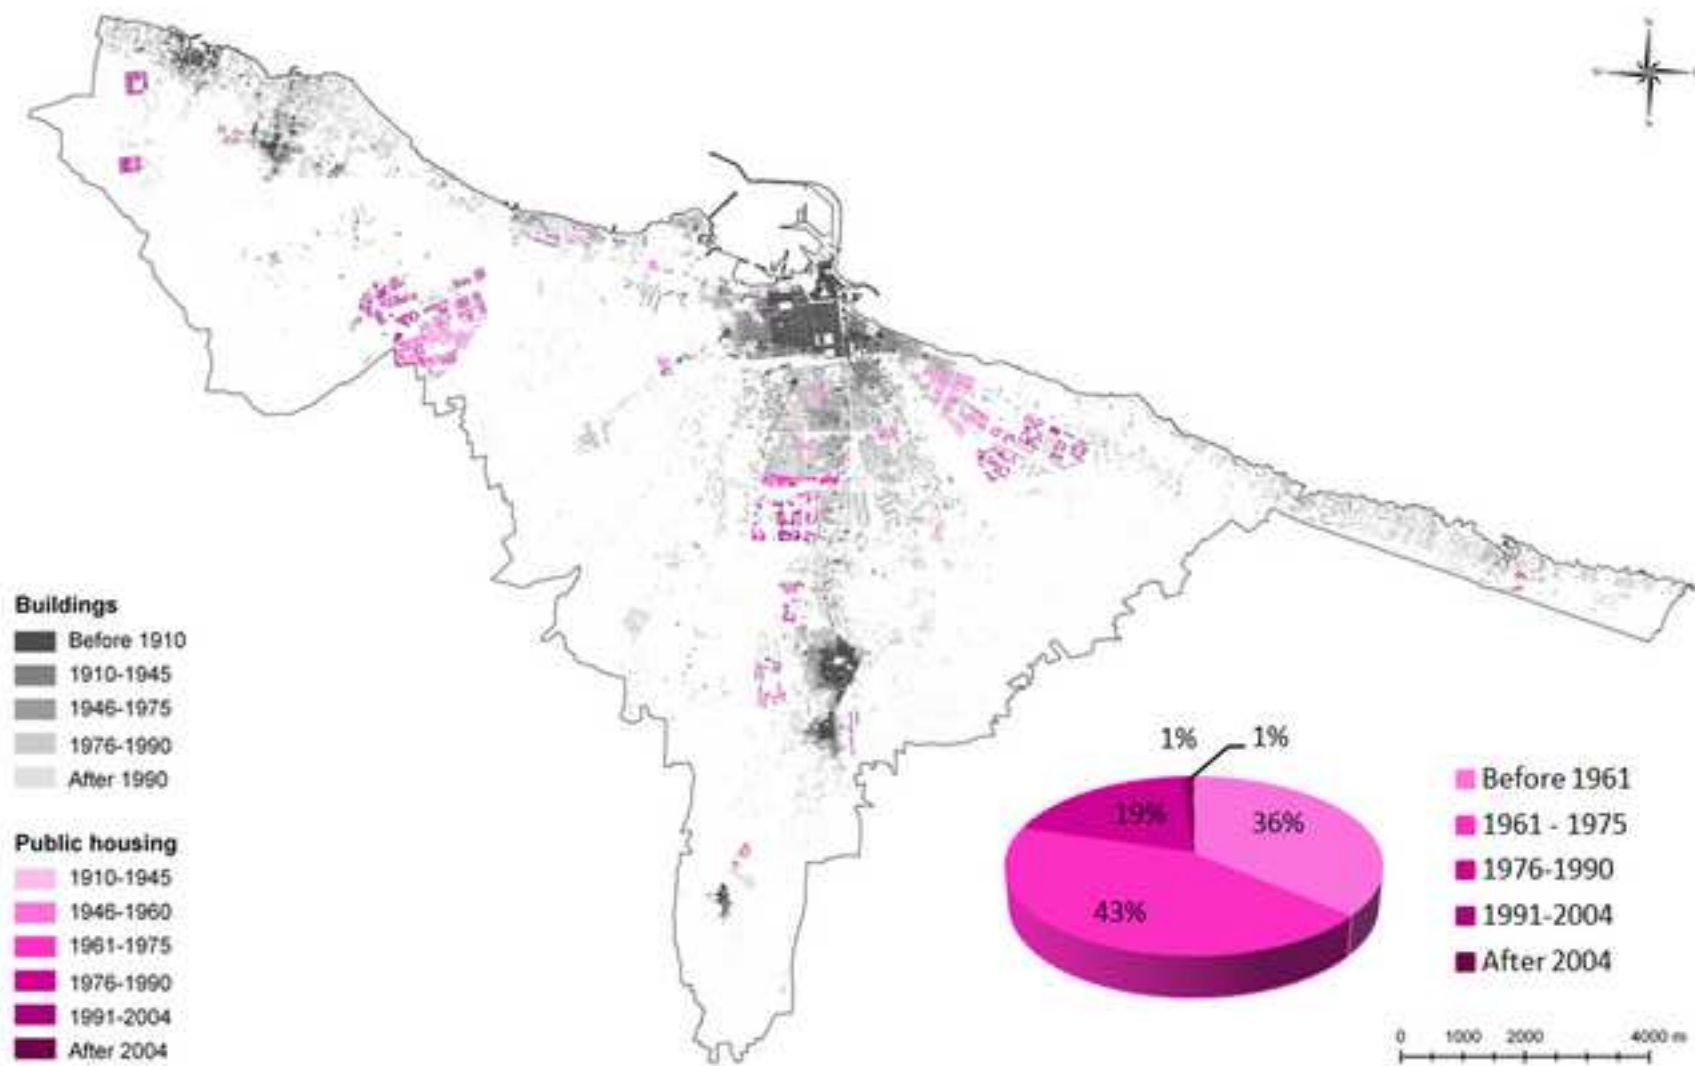 Buildings
Before 1910
1910-1945
1946-1975
1976-1990
After 1990
Public housing
1910-1945
1946-1960
1961-1975
1976-1990
1991-2004
After 2004
1% 1%
19% 36%
43%
Before 1961
1961 - 1975
1976-1990
1991-2004
After 2004
0 1000 2000 4000 m